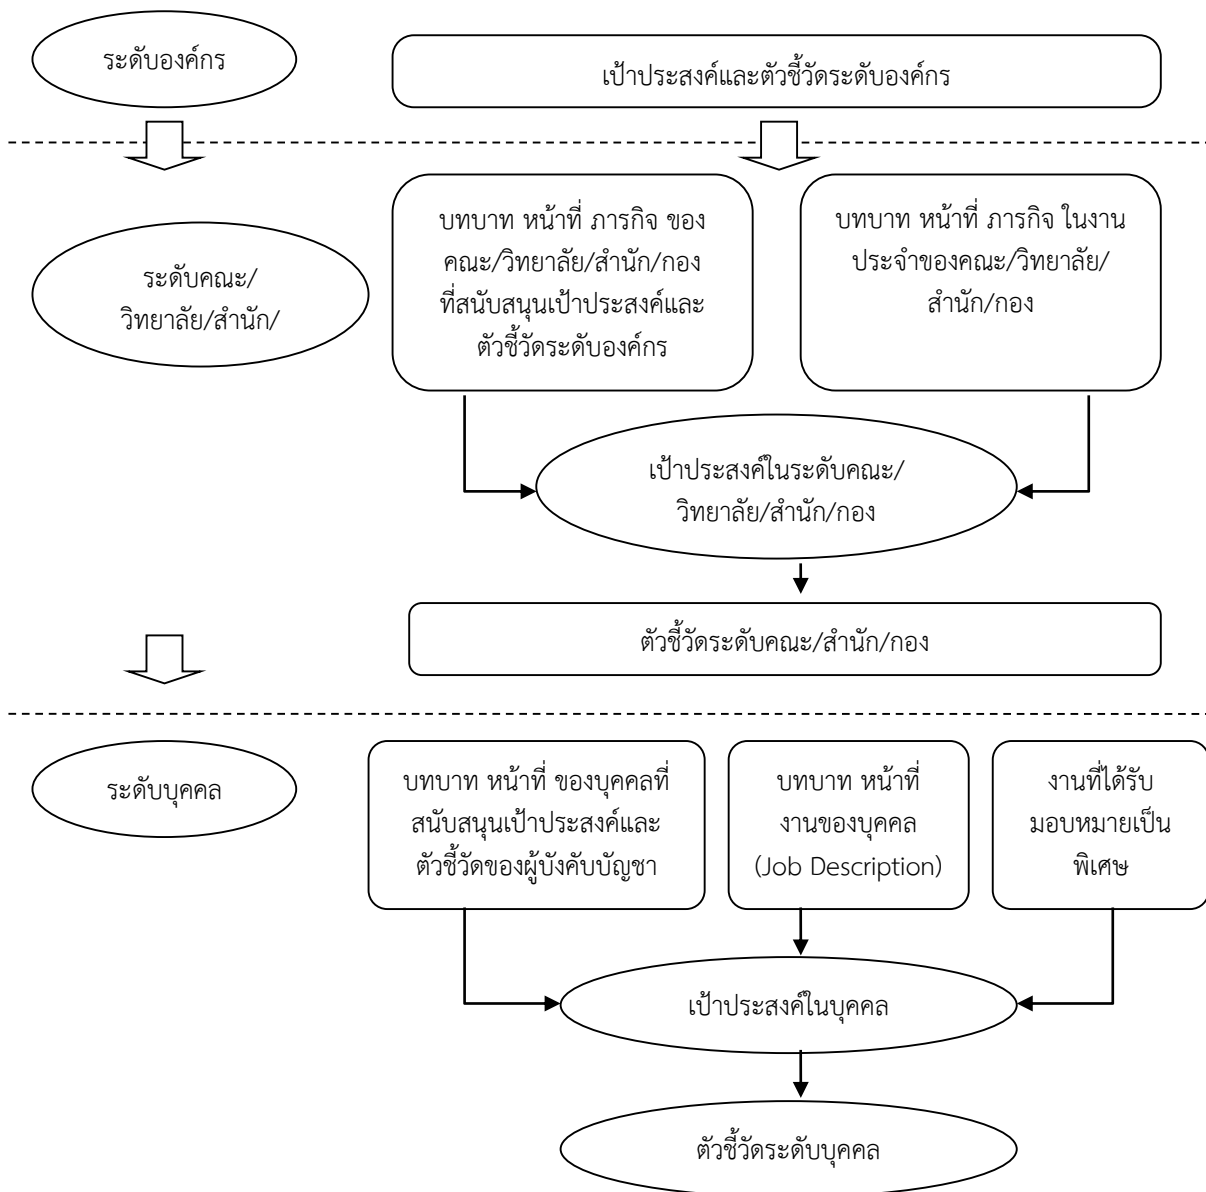 ระดับองค์กร
เป้าประสงค์และตัวชี้วัดระดับองค์กร
ระดับคณะ/
วิทยาลัย/สำนัก/
บทบาท หน้าที่ ภารกิจ ของ
คณะ/วิทยาลัย/สำนัก/กอง
ที่สนับสนุนเป้าประสงค์และ
ตัวชี้วัดระดับองค์กร
บทบาท หน้าที่ ภารกิจ ในงาน
ประจำของคณะ/วิทยาลัย/
สำนัก/กอง
เป้าประสงค์ในระดับคณะ/
วิทยาลัย/สำนัก/กอง
ตัวชี้วัดระดับคณะ/สำนัก/กอง
ระดับบุคคล
บทบาท หน้าที่ ของบุคคลที่
สนับสนุนเป้าประสงค์และ
ตัวชี้วัดของผู้บังคับบัญชา
บทบาท หน้าที่
งานของบุคคล
(Job Description)
งานที่ได้รับ
มอบหมายเป็น
พิเศษ
เป้าประสงค์ในบุคคล
ตัวชี้วัดระดับบุคคล